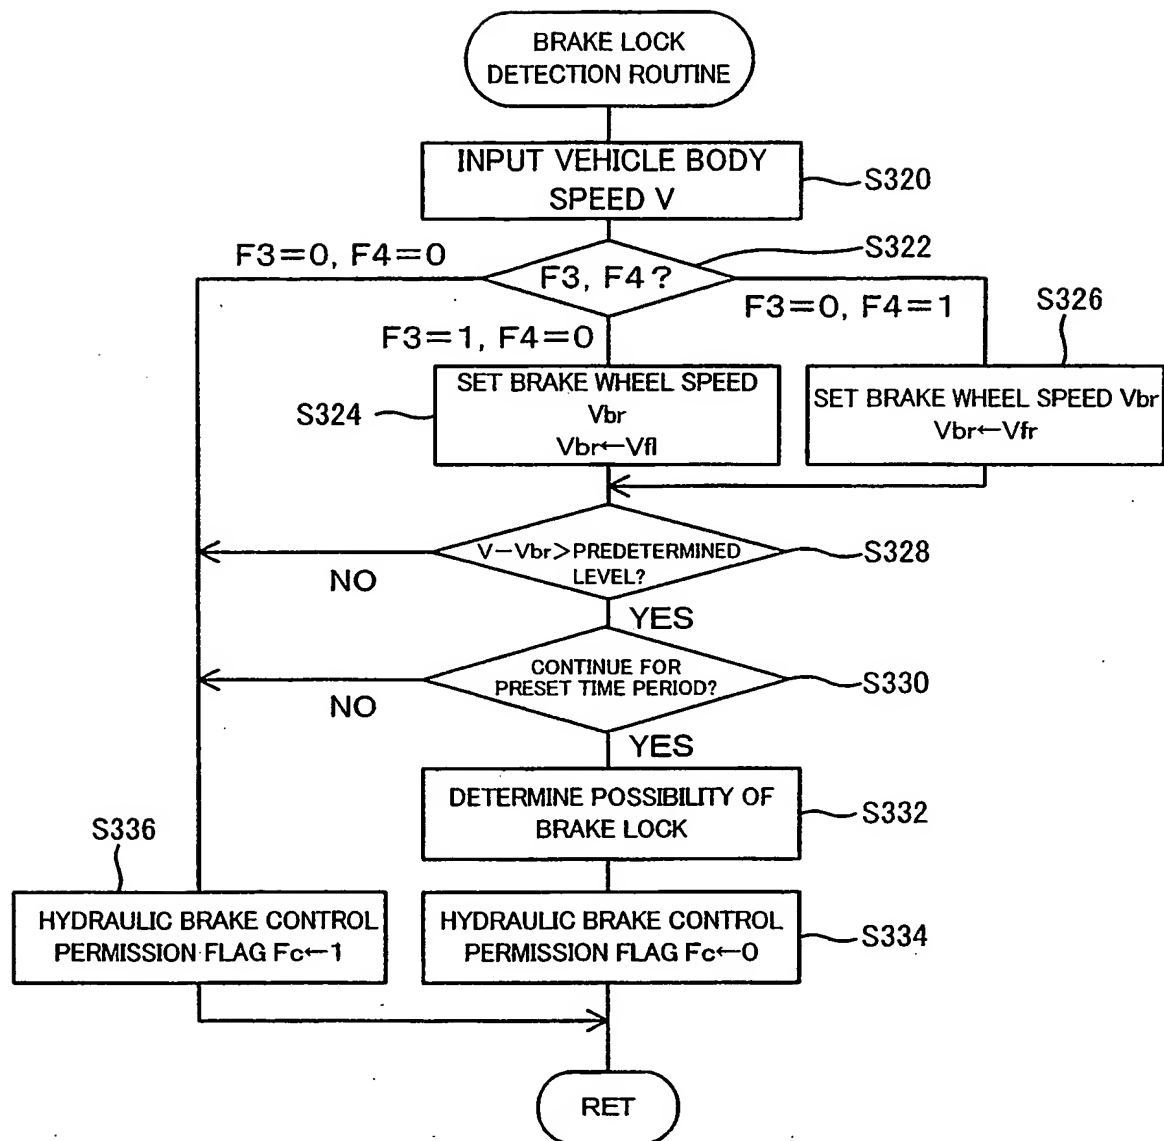 BRAKE LOCK
DETECTION ROUTINE
INPUT VEHICLE BODY
SPEED V
S320
F3=0, F4=0
F3, F4?
S322
F3=0, F4=1
S326
F3=1, F4=0
S324
SET BRAKE WHEEL SPEED
Vbr
Vbr←Vfl
SET BRAKE WHEEL SPEED Vbr
Vbr←Vfr
V−Vbr>PREDETERMINED
LEVEL?
S328
NO
YES
CONTINUE FOR
PRESET TIME PERIOD?
S330
NO
YES
DETERMINE POSSIBILITY OF
BRAKE LOCK
S332
S336
HYDRAULIC BRAKE CONTROL
PERMISSION FLAG Fc←1
HYDRAULIC BRAKE CONTROL
PERMISSION FLAG Fc←0
S334
RET